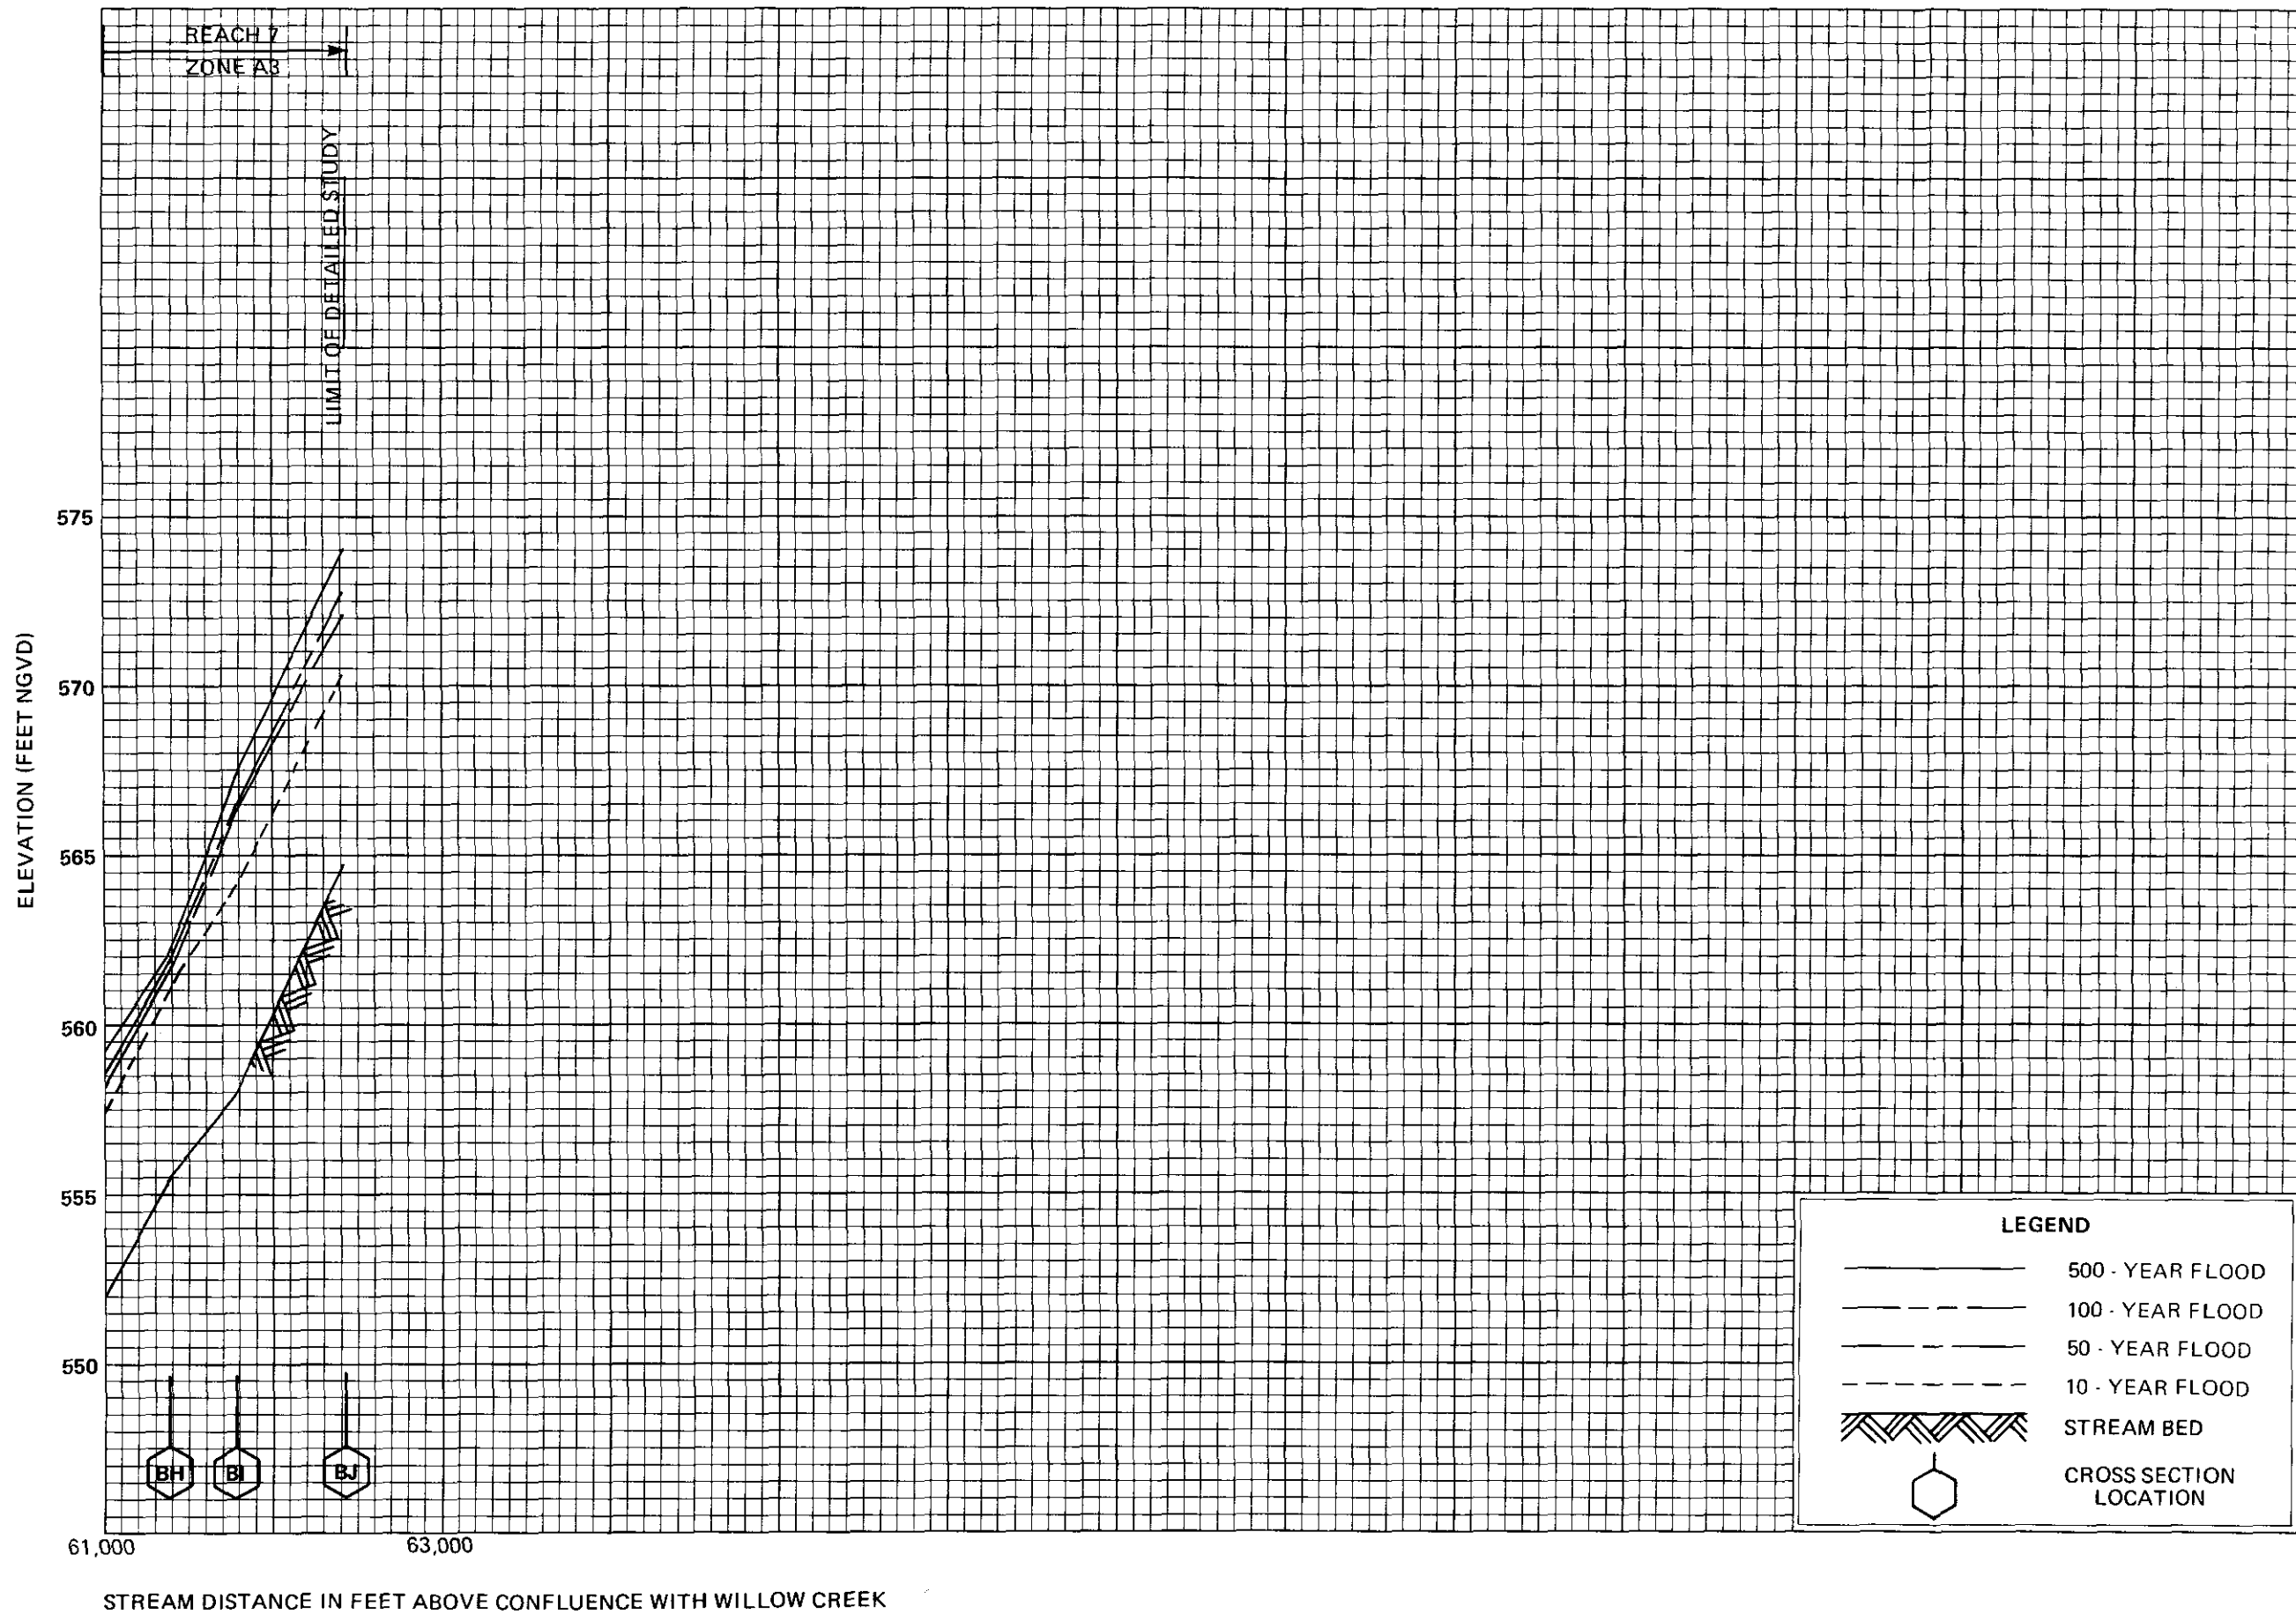 REACH 7
ZONE A3
LIMIT OF DETAILED STUDY
ELEVATION (FEET NGVD)
575
570
565
560
555
550
BH
BI
BJ
61,000
63,000
STREAM DISTANCE IN FEET ABOVE CONFLUENCE WITH WILLOW CREEK
LEGEND
500 - YEAR FLOOD
100 - YEAR FLOOD
50 - YEAR FLOOD
10 - YEAR FLOOD
STREAM BED
CROSS SECTION
LOCATION